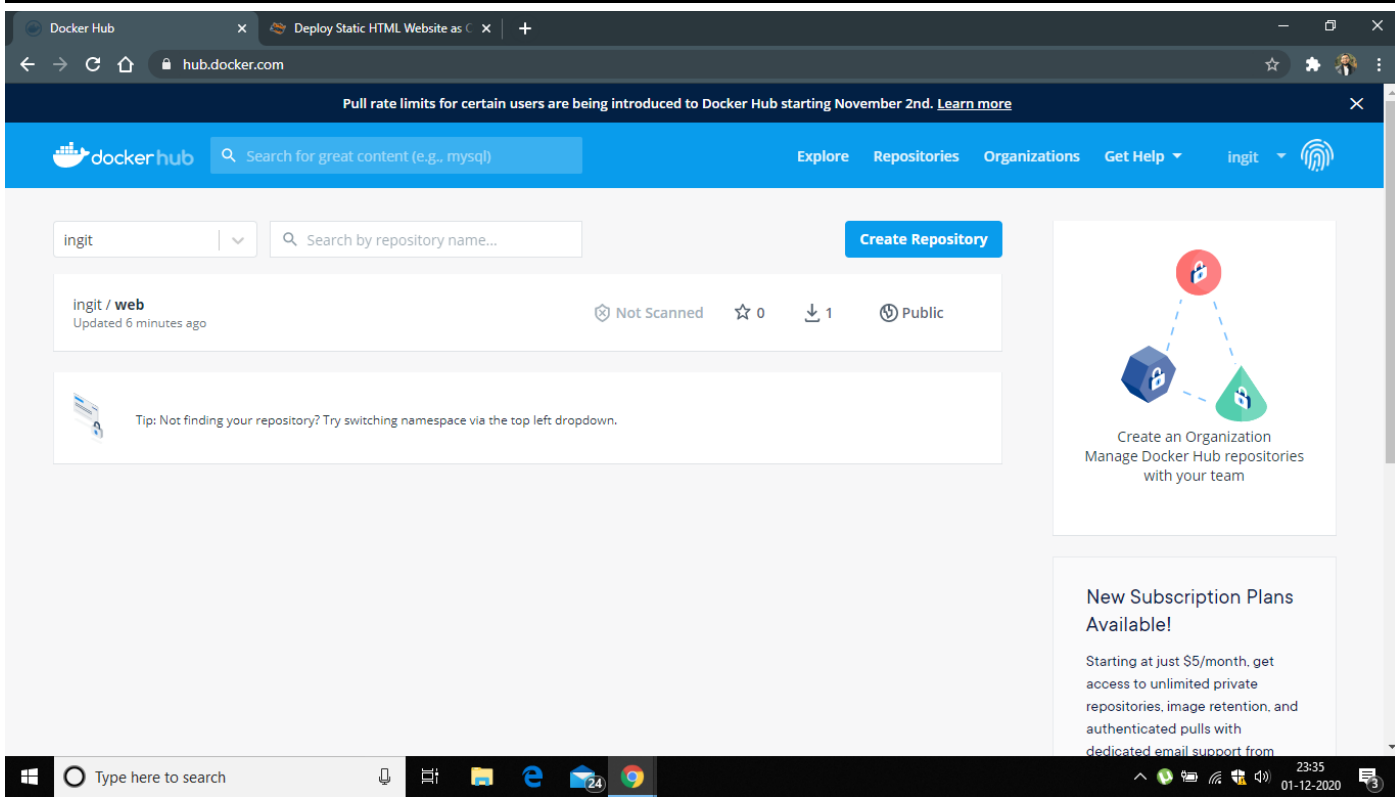 Docker Hub
Deploy Static HTML Website as C
hub.docker.com
Pull rate limits for certain users are being introduced to Docker Hub starting November 2nd. Learn more
dockerhub
Search for great content (e.g., mysql)
Explore Repositories Organizations Get Help ingit
ingit
Search by repository name...
Create Repository
ingit / web
Updated 6 minutes ago
Not Scanned 0 1 Public
Tip: Not finding your repository? Try switching namespace via the top left dropdown.
Create an Organization
Manage Docker Hub repositories
with your team
New Subscription Plans
Available!
Starting at just $5/month, get
access to unlimited private
repositories, image retention, and
authenticated pulls with
dedicated email support from
Type here to search
24
23:35
01-12-2020
3